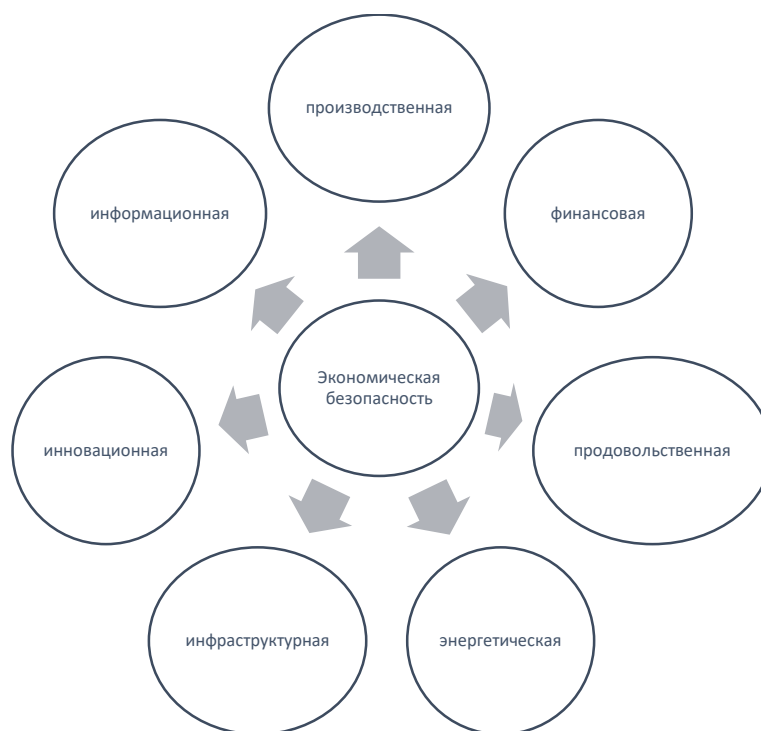 производственная
информационная
финансовая
Экономическая
безопасность
инновационная
продовольственная
инфраструктурная
энергетическая